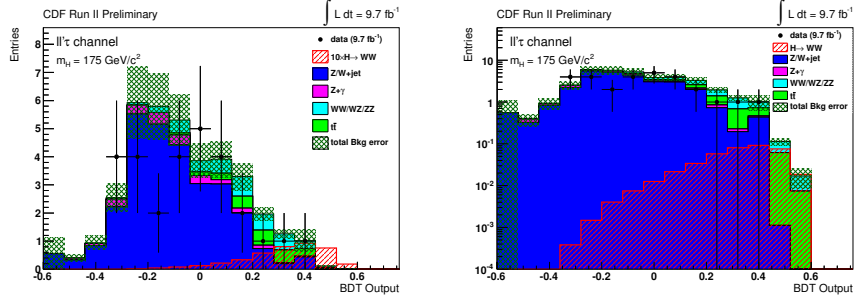 CDF Run II Preliminary
∫ L dt = 9.7 fb⁻¹
Entries
8
7
6
5
4
3
2
1
0
ll'τ channel
m_H = 175 GeV/c²
data (9.7 fb⁻¹)
10×H→ WW
Z/W+jet
Z+γ
WW/WZ/ZZ
tt̄
total Bkg error
-0.6 -0.4 -0.2 0 0.2 0.4 0.6
BDT Output
CDF Run II Preliminary
∫ L dt = 9.7 fb⁻¹
Entries
10
1
10⁻¹
10⁻²
10⁻³
10⁻⁴
ll'τ channel
m_H = 175 GeV/c²
data (9.7 fb⁻¹)
H→ WW
Z/W+jet
Z+γ
WW/WZ/ZZ
tt̄
total Bkg error
-0.6 -0.4 -0.2 0 0.2 0.4 0.6
BDT Output